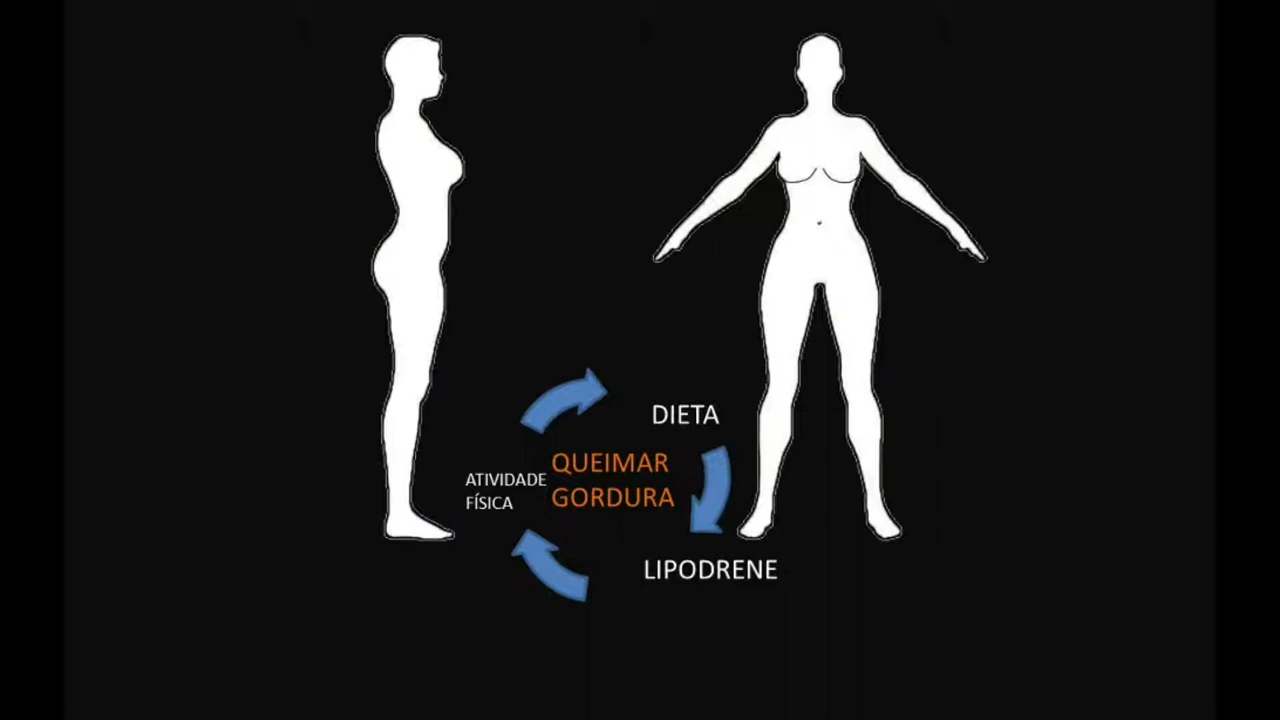 DIETA
QUEIMAR
GORDURA
ATIVIDADE
FÍSICA
LIPODRENE